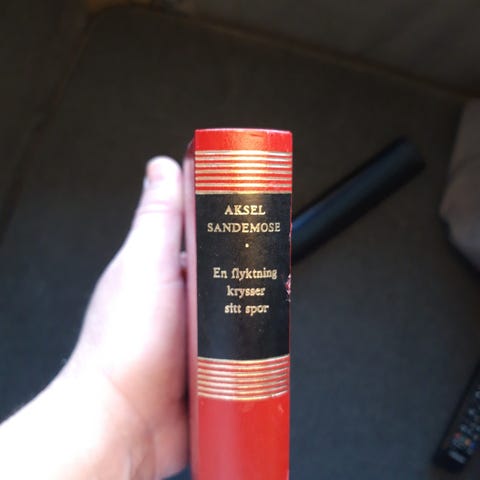 AKSEL
SANDEMOSE
·
En flyktning
krysser
sitt spor